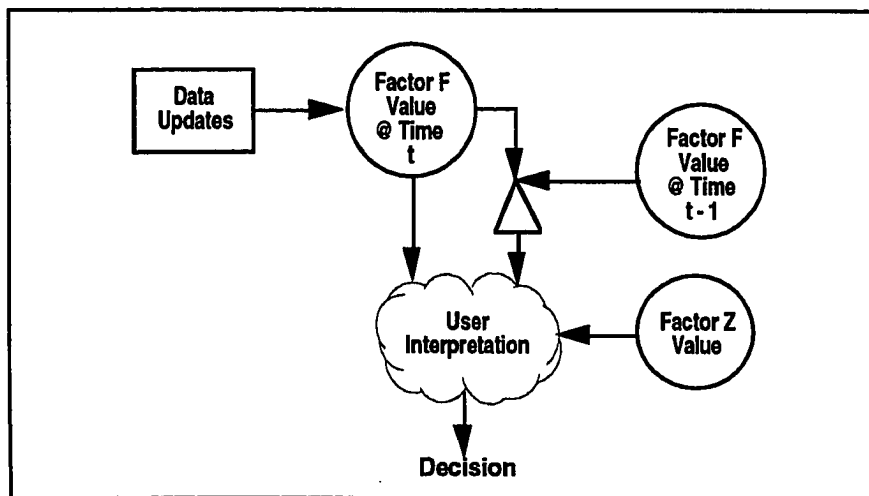 Data
Updates
Factor F
Value
@ Time
t
Factor F
Value
@ Time
t - 1
User
Interpretation
Factor Z
Value
Decision